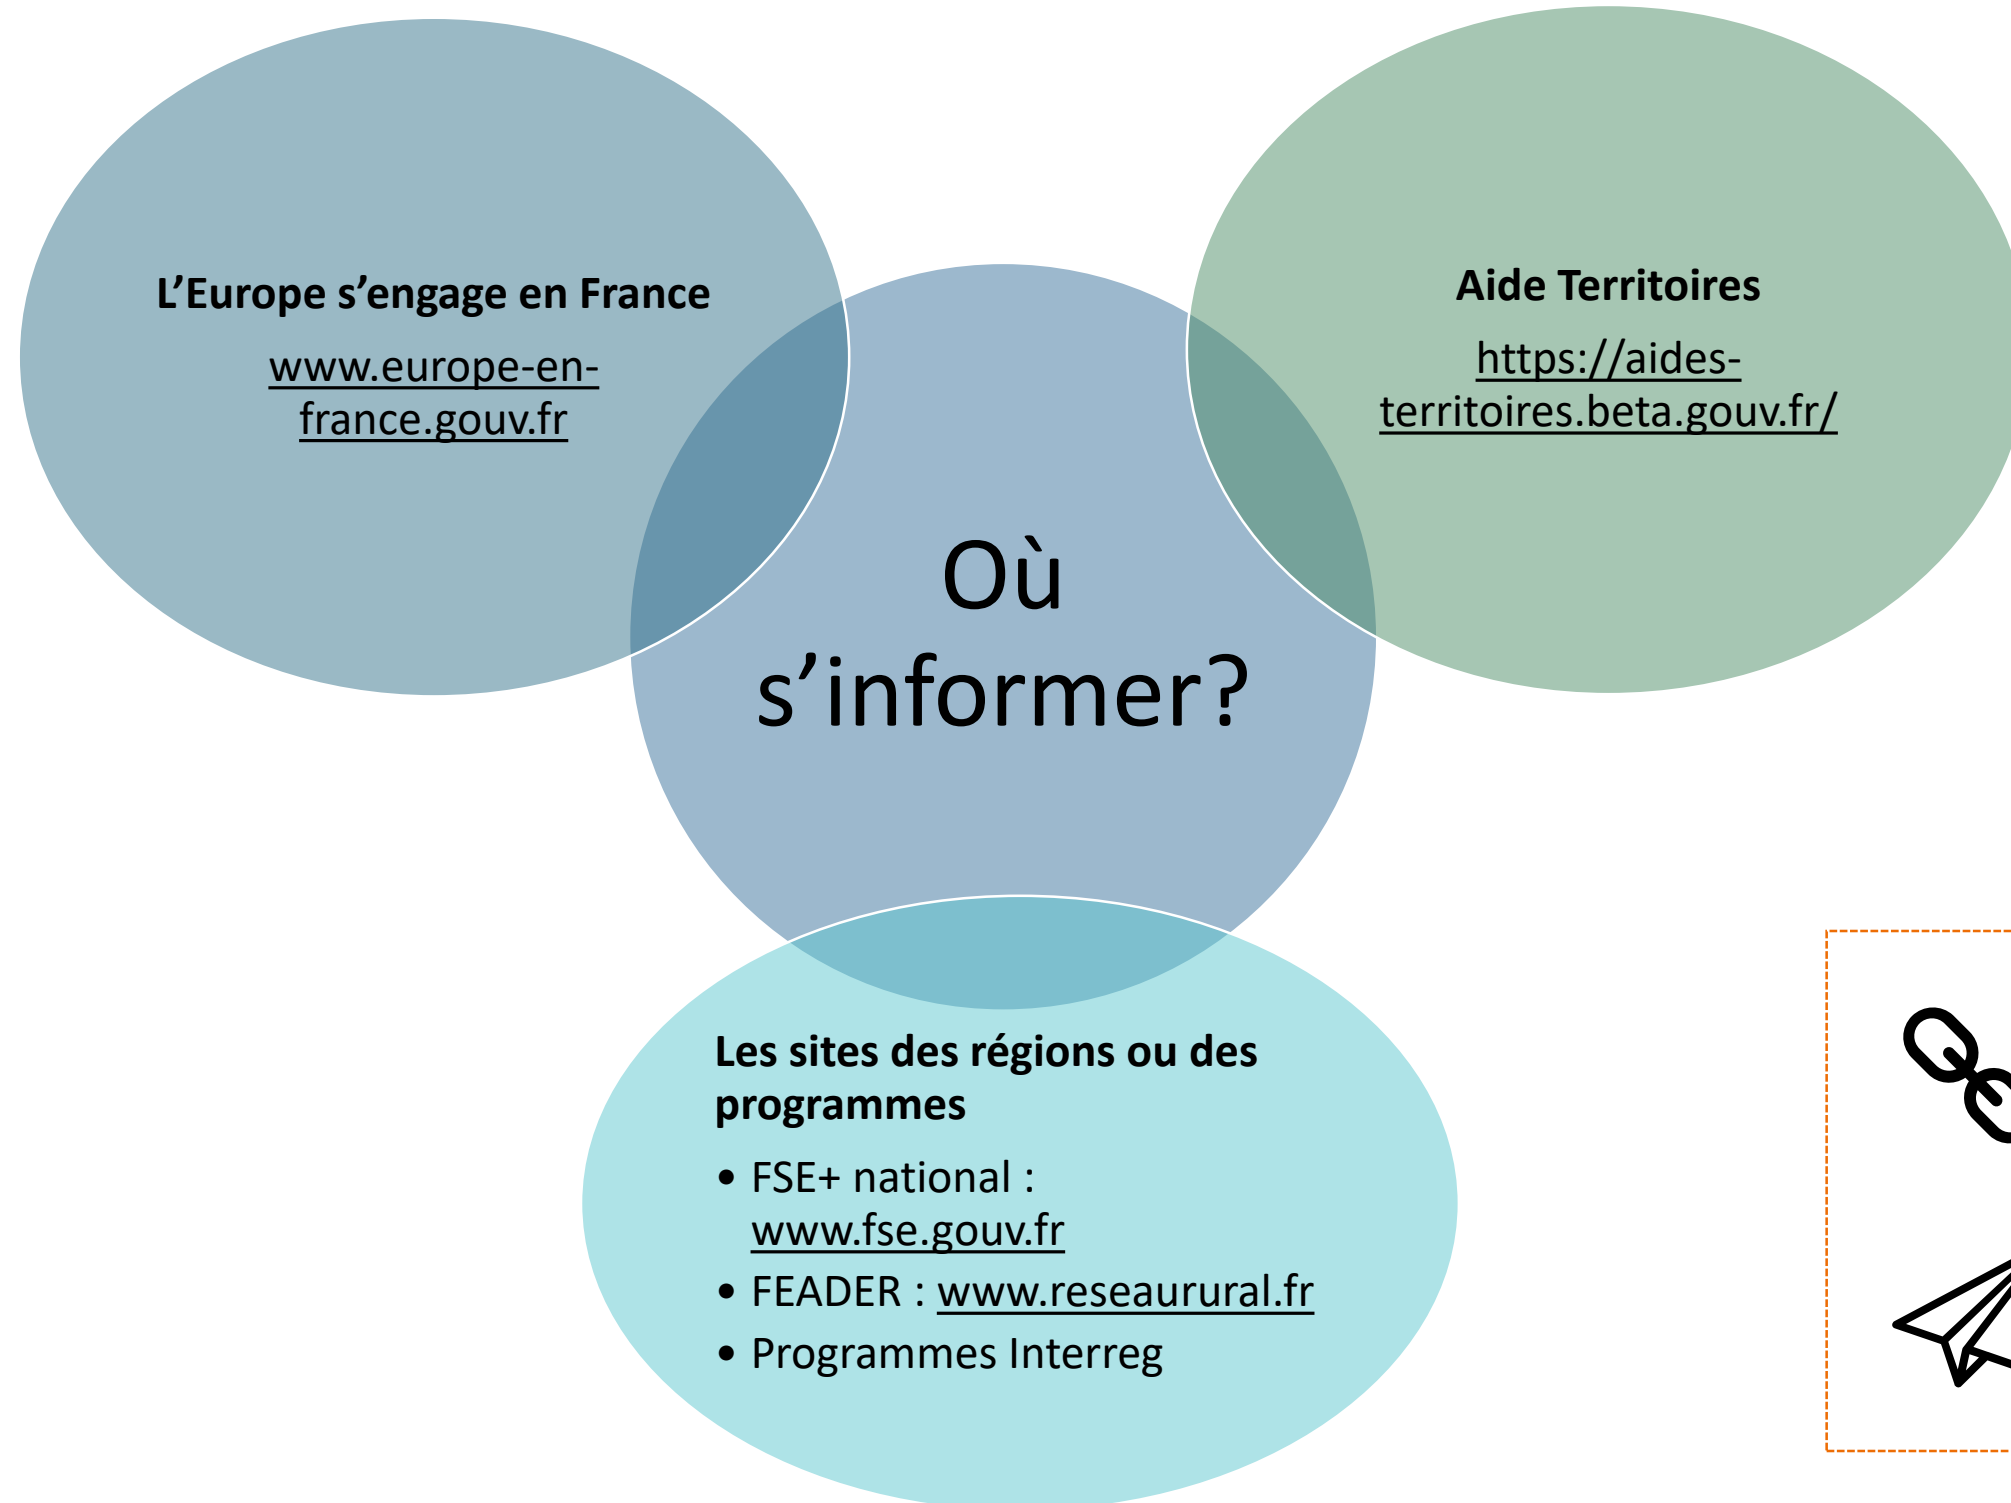 L’Europe s’engage en France
www.europe-en-
france.gouv.fr
Aide Territoires
https://aides-
territoires.beta.gouv.fr/
Où
s’informer?
Les sites des régions ou des
programmes
• FSE+ national :
www.fse.gouv.fr
• FEADER : www.reseaurural.fr
• Programmes Interreg